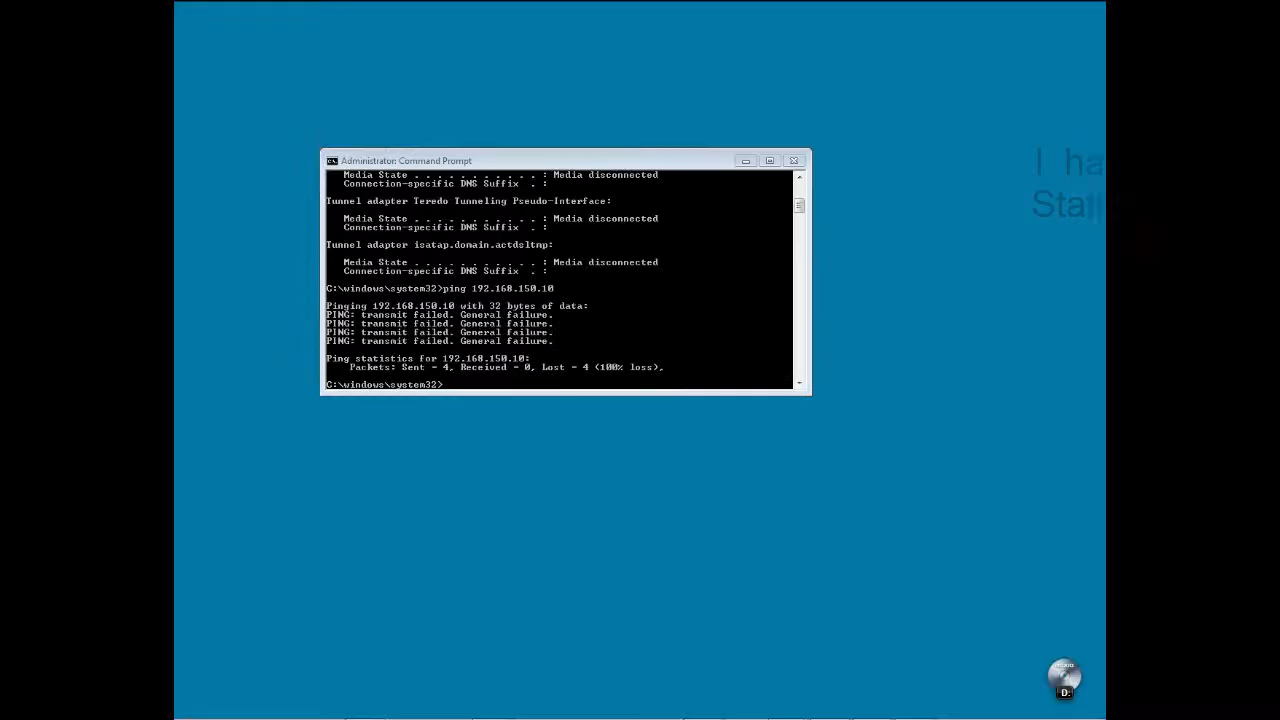 Administrator: Command Prompt
Media State . . . . . . . . . . . : Media disconnected
Connection-specific DNS Suffix  . :
Tunnel adapter Teredo Tunneling Pseudo-Interface:
Media State . . . . . . . . . . . : Media disconnected
Connection-specific DNS Suffix  . :
Tunnel adapter isatap.domain.actdsltmp:
Media State . . . . . . . . . . . : Media disconnected
Connection-specific DNS Suffix  . :
C:\windows\system32>ping 192.168.150.10
Pinging 192.168.150.10 with 32 bytes of data:
PING: transmit failed. General failure.
PING: transmit failed. General failure.
PING: transmit failed. General failure.
PING: transmit failed. General failure.
Ping statistics for 192.168.150.10:
Packets: Sent = 4, Received = 0, Lost = 4 (100% loss),
C:\windows\system32>
I ha
D: